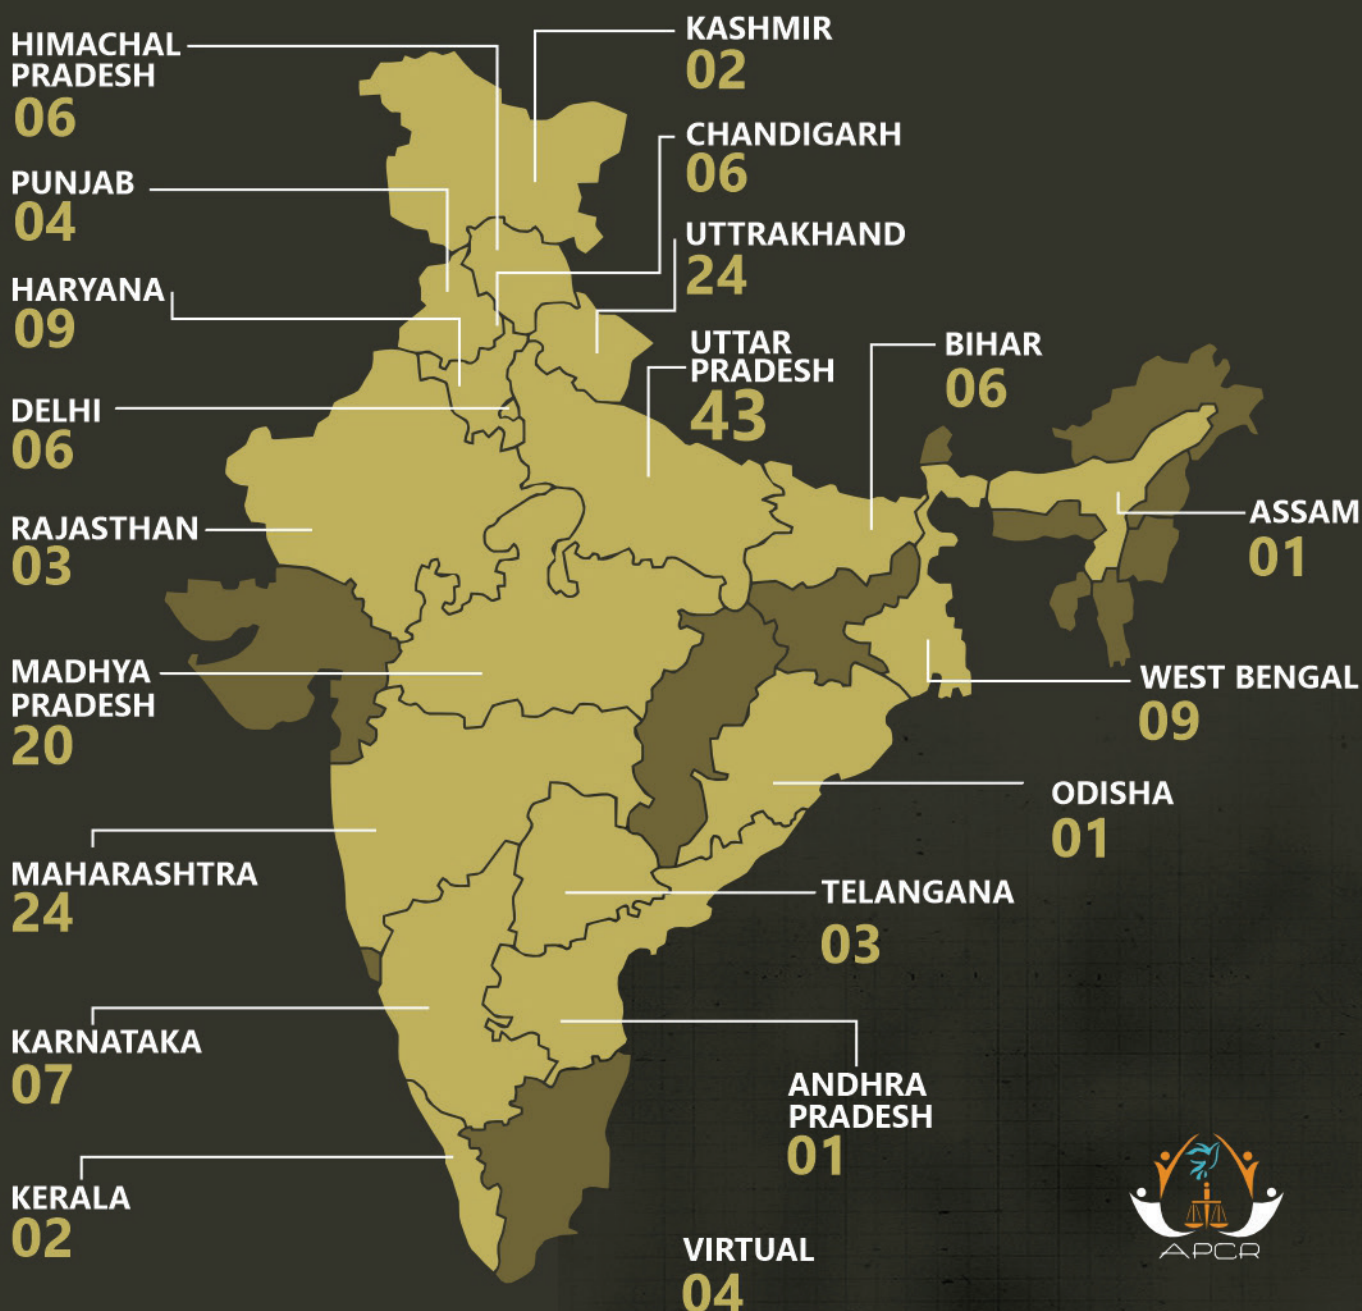 HIMACHAL
PRADESH
06
KASHMIR
02
CHANDIGARH
06
PUNJAB
04
UTTRAKHAND
24
HARYANA
09
UTTAR
PRADESH
43
BIHAR
06
DELHI
06
ASSAM
01
RAJASTHAN
03
MADHYA
PRADESH
20
WEST BENGAL
09
ODISHA
01
MAHARASHTRA
24
TELANGANA
03
KARNATAKA
07
ANDHRA
PRADESH
01
KERALA
02
VIRTUAL
04
APCR